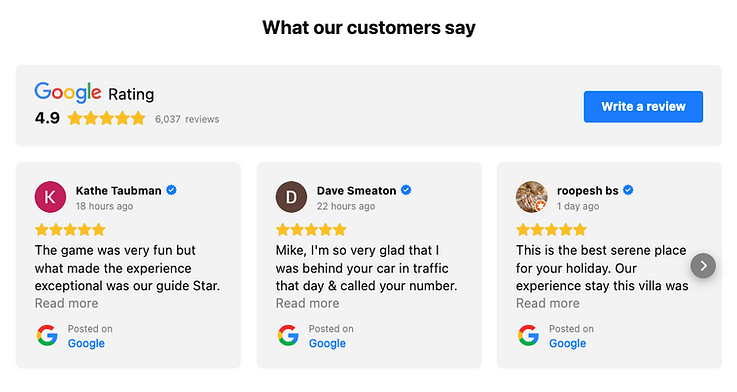 What our customers say
Google Rating
4.9 6,037 reviews
Write a review
K
Kathe Taubman
18 hours ago
The game was very fun but
what made the experience
exceptional was our guide Star.
Read more
G
Posted on
Google
D
Dave Smeaton
22 hours ago
Mike, I'm so very glad that I
was behind your car in traffic
that day & called your number.
Read more
G
Posted on
Google
roopesh bs
1 day ago
This is the best serene place
for your holiday. Our
experience stay this villa was
Read more
G
Posted on
Google